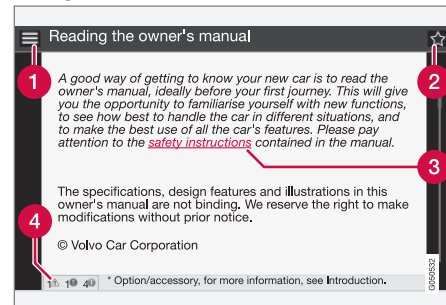 Reading the owner's manual
1
2
A good way of getting to know your new car is to read the
owner's manual, ideally before your first journey. This will give
you the opportunity to familiarise yourself with new functions,
to see how best to handle the car in different situations, and
to make the best use of all the car's features. Please pay
attention to the safety instructions contained in the manual.
3
The specifications, design features and illustrations in this
owner's manual are not binding. We reserve the right to make
modifications without prior notice.
4
© Volvo Car Corporation
1 1 4 * Option/accessory, for more information, see Introduction.
G050532